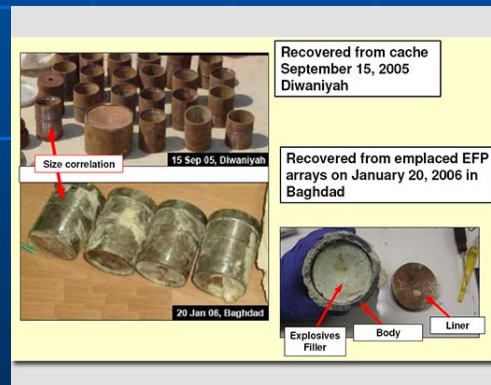 Recovered from cache
September 15, 2005
Diwaniyah
Size correlation
15 Sep 05, Diwaniyah
Recovered from emplaced EFP
arrays on January 20, 2006 in
Baghdad
20 Jan 06, Baghdad
Explosives
Filler
Body
Liner